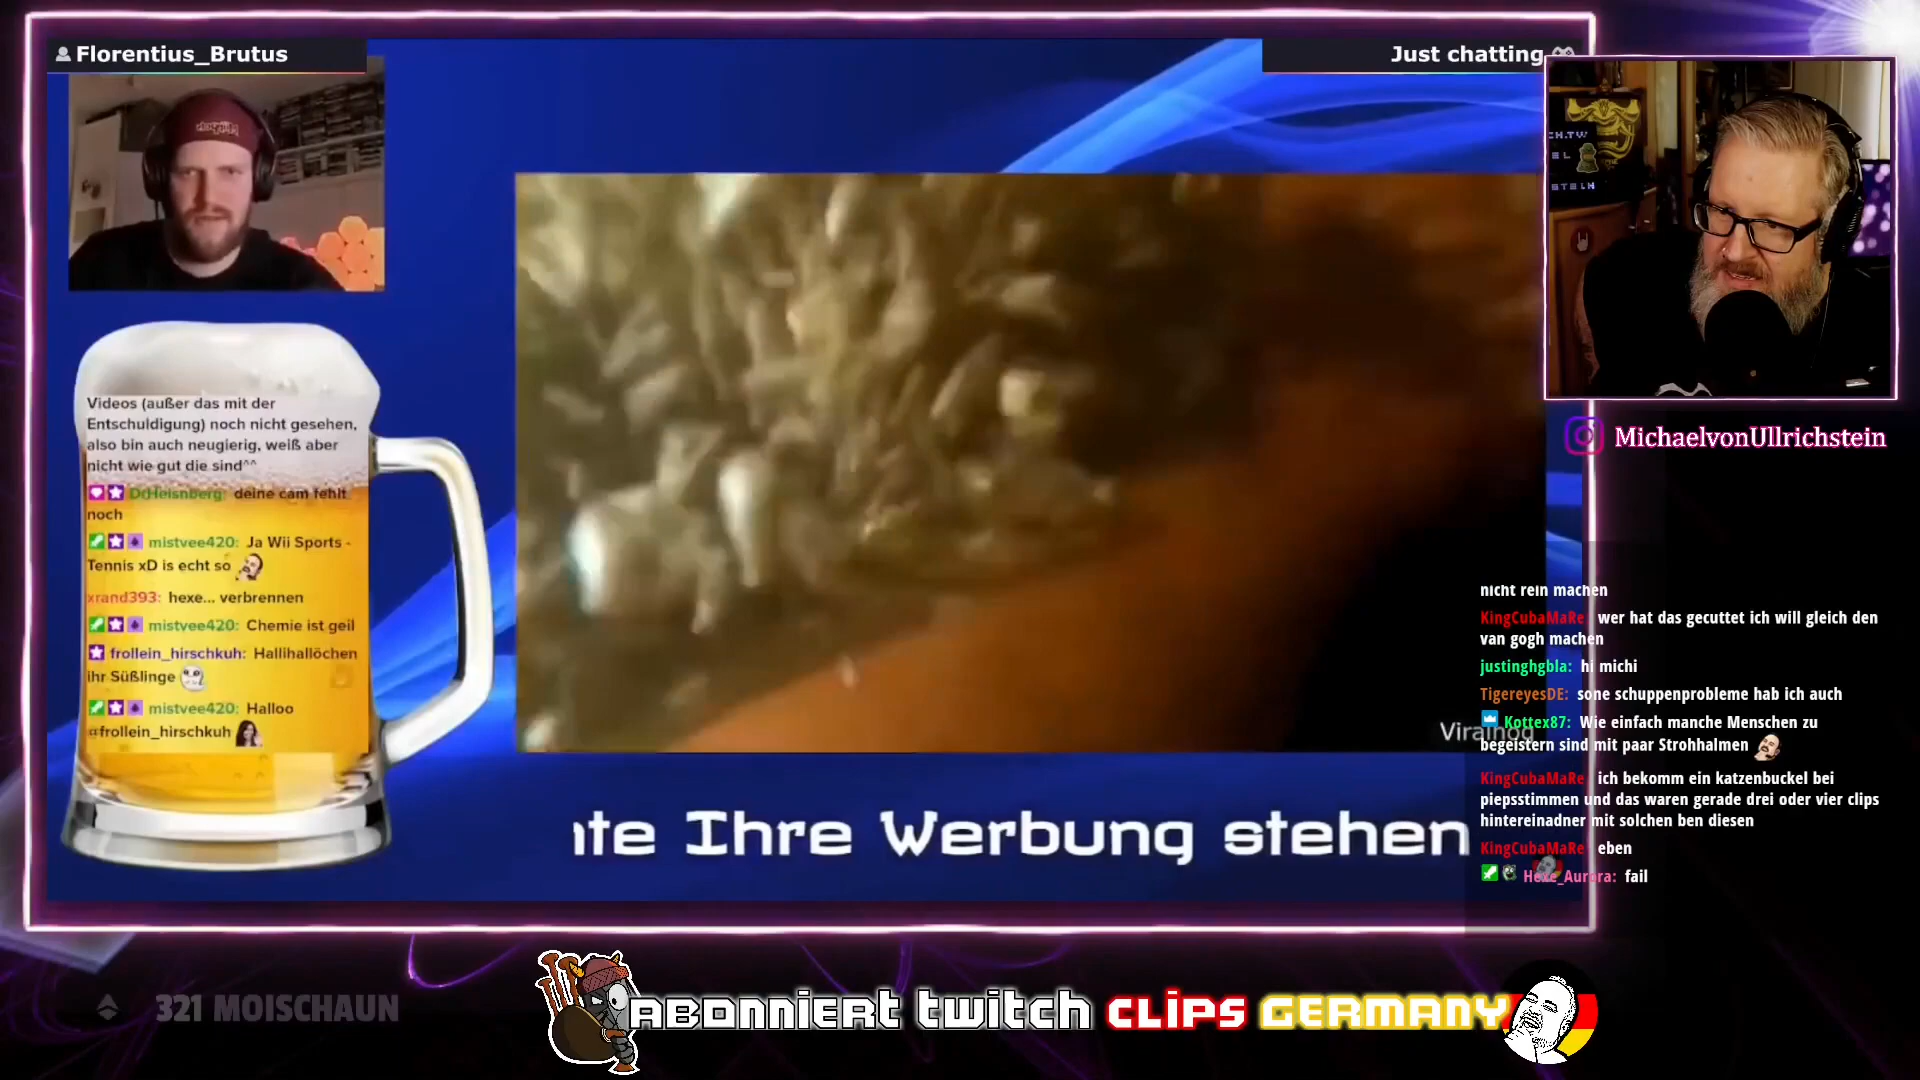 Florentius_Brutus
Just chatting
Videos (außer das mit der
Entschuldigung) noch nicht gesehen,
also bin auch neugierig, weiß aber
nicht wie gut die sind^^
DrHeisnberg: deine cam fehlt
noch
mistvee420: Ja Wii Sports -
Tennis xD is echt so
xrand393: hexe... verbrennen
mistvee420: Chemie ist geil
frollein_hirschkuh: Hallihallöchen
ihr Süßlinge
mistvee420: Halloo
@frollein_hirschkuh
Ihre Werbung stehen
MichaelvonUllrichstein
nicht rein machen
KingCubaMaRe: wer hat das gecuttet ich will gleich den
van gogh machen
justinghgbla: hi michi
TigereyesDE: sone schuppenprobleme hab ich auch
Kottex87: Wie einfach manche Menschen zu
begeistern sind mit paar Strohhalmen
KingCubaMaRe: ich bekomm ein katzenbuckel bei
piepsstimmen und das waren gerade drei oder vier clips
hintereinadner mit solchen ben diesen
KingCubaMaRe: eben
Hexe_Aurora: fail
ViralHog
321 MOISCHAUN
ABONNIERT twitch CLIPS GERMANY